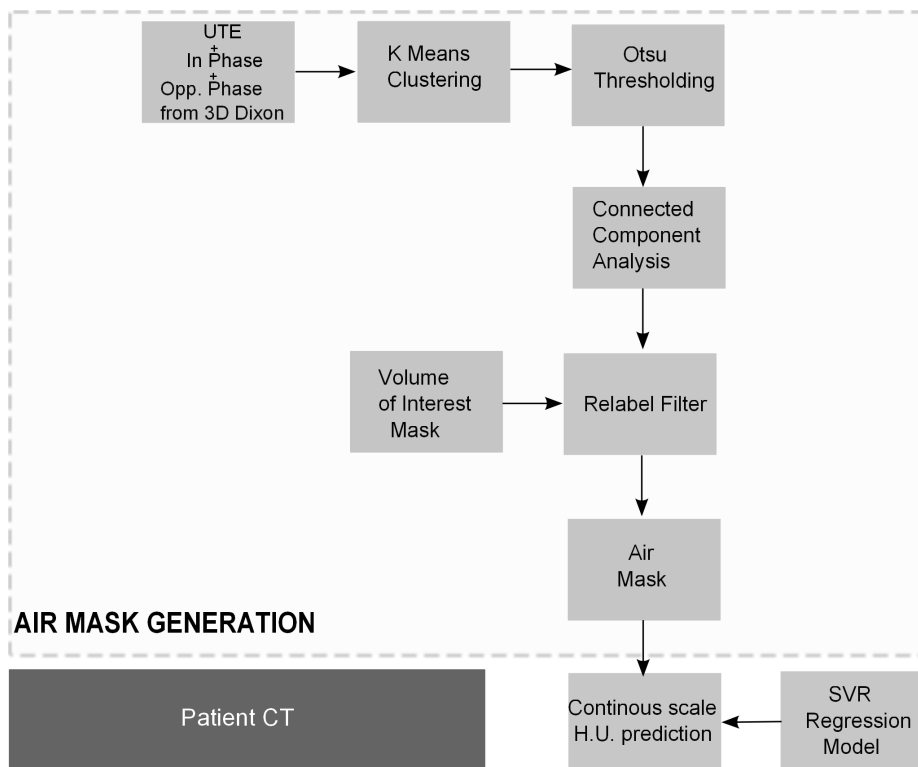 UTE
+
In Phase
+
Opp. Phase
from 3D Dixon
K Means
Clustering
Otsu
Thresholding
Connected
Component
Analysis
Volume
of Interest
Mask
Relabel Filter
Air
Mask
AIR MASK GENERATION
Patient CT
Continous scale
H.U. prediction
SVR
Regression
Model